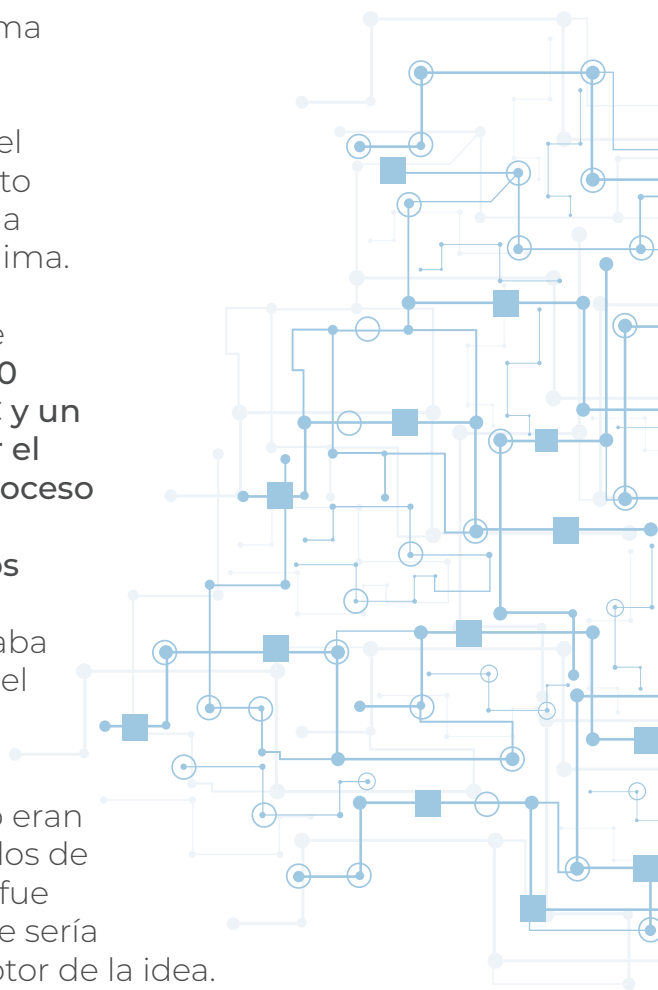 ma
el
to
a
ima.
e
0
C y un
r el
oceso
os
aba
el
o eran
los de
fue
e sería
otor de la idea.